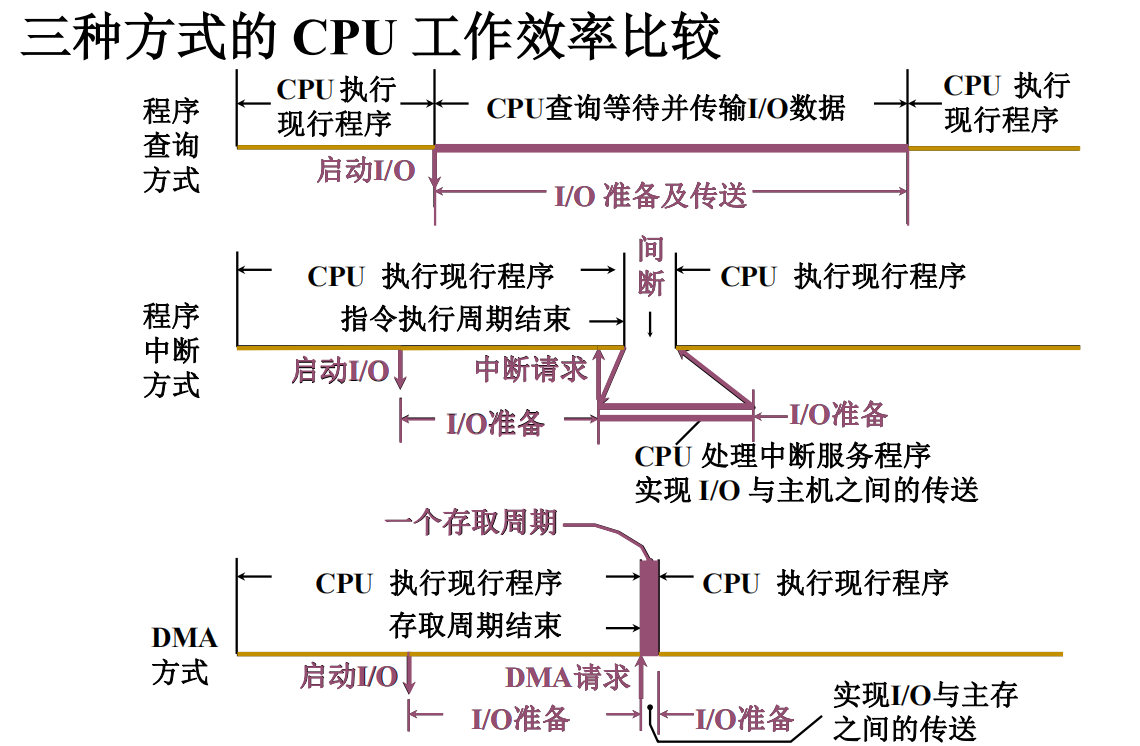 三种方式的 CPU 工作效率比较
程序
查询
方式
CPU 执行
现行程序
CPU查询等待并传输I/O数据
CPU 执行
现行程序
启动I/O
I/O 准备及传送
程序
中断
方式
CPU 执行现行程序
间
断
CPU 执行现行程序
指令执行周期结束
启动I/O
中断请求
I/O准备
I/O准备
CPU 处理中断服务程序
实现 I/O 与主机之间的传送
一个存取周期
DMA
方式
CPU 执行现行程序
CPU 执行现行程序
存取周期结束
启动I/O
DMA请求
I/O准备
I/O准备
实现I/O与主存
之间的传送